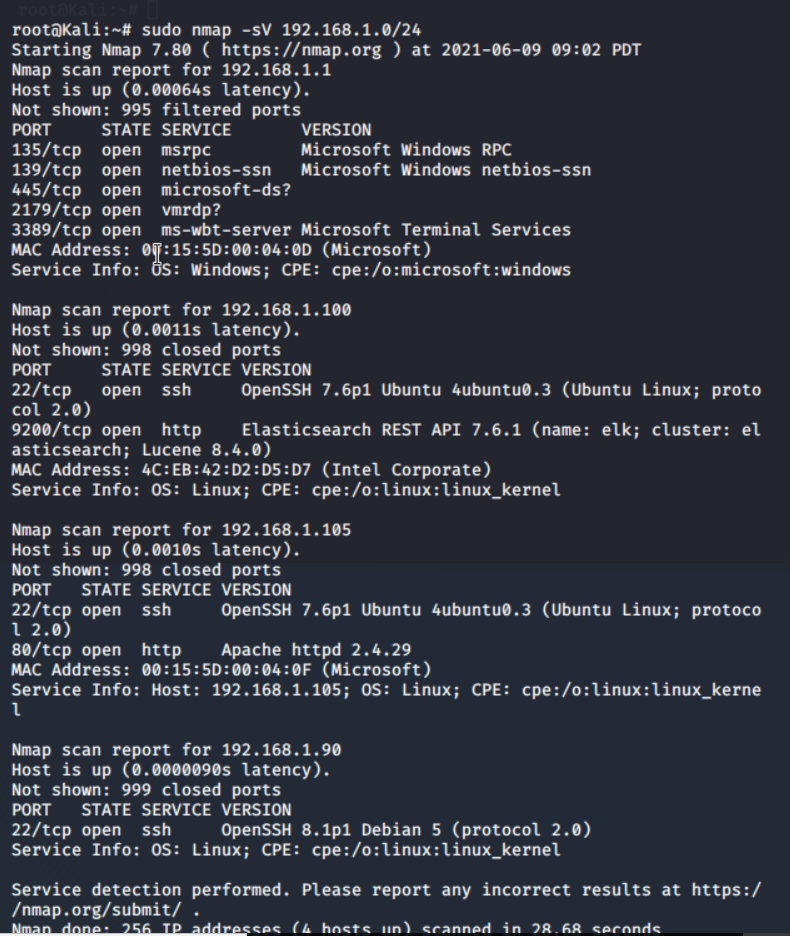 root@Kali:~#
root@Kali:~# sudo nmap -sV 192.168.1.0/24
Starting Nmap 7.80 ( https://nmap.org ) at 2021-06-09 09:02 PDT
Nmap scan report for 192.168.1.1
Host is up (0.00064s latency).
Not shown: 995 filtered ports
PORT     STATE SERVICE       VERSION
135/tcp  open  msrpc         Microsoft Windows RPC
139/tcp  open  netbios-ssn   Microsoft Windows netbios-ssn
445/tcp  open  microsoft-ds?
2179/tcp open  vmrdp?
3389/tcp open  ms-wbt-server Microsoft Terminal Services
MAC Address: 00:15:5D:00:04:0D (Microsoft)
Service Info: OS: Windows; CPE: cpe:/o:microsoft:windows

Nmap scan report for 192.168.1.100
Host is up (0.0011s latency).
Not shown: 998 closed ports
PORT     STATE SERVICE VERSION
22/tcp   open  ssh     OpenSSH 7.6p1 Ubuntu 4ubuntu0.3 (Ubuntu Linux; proto
col 2.0)
9200/tcp open  http    Elasticsearch REST API 7.6.1 (name: elk; cluster: el
asticsearch; Lucene 8.4.0)
MAC Address: 4C:EB:42:D2:D5:D7 (Intel Corporate)
Service Info: OS: Linux; CPE: cpe:/o:linux:linux_kernel

Nmap scan report for 192.168.1.105
Host is up (0.0010s latency).
Not shown: 998 closed ports
PORT   STATE SERVICE VERSION
22/tcp open  ssh     OpenSSH 7.6p1 Ubuntu 4ubuntu0.3 (Ubuntu Linux; protoco
l 2.0)
80/tcp open  http    Apache httpd 2.4.29
MAC Address: 00:15:5D:00:04:0F (Microsoft)
Service Info: Host: 192.168.1.105; OS: Linux; CPE: cpe:/o:linux:linux_kerne
l

Nmap scan report for 192.168.1.90
Host is up (0.0000090s latency).
Not shown: 999 closed ports
PORT   STATE SERVICE VERSION
22/tcp open  ssh     OpenSSH 8.1p1 Debian 5 (protocol 2.0)
Service Info: OS: Linux; CPE: cpe:/o:linux:linux_kernel

Service detection performed. Please report any incorrect results at https:/
/nmap.org/submit/ .
Nmap done: 256 IP addresses (4 hosts up) scanned in 28.68 seconds